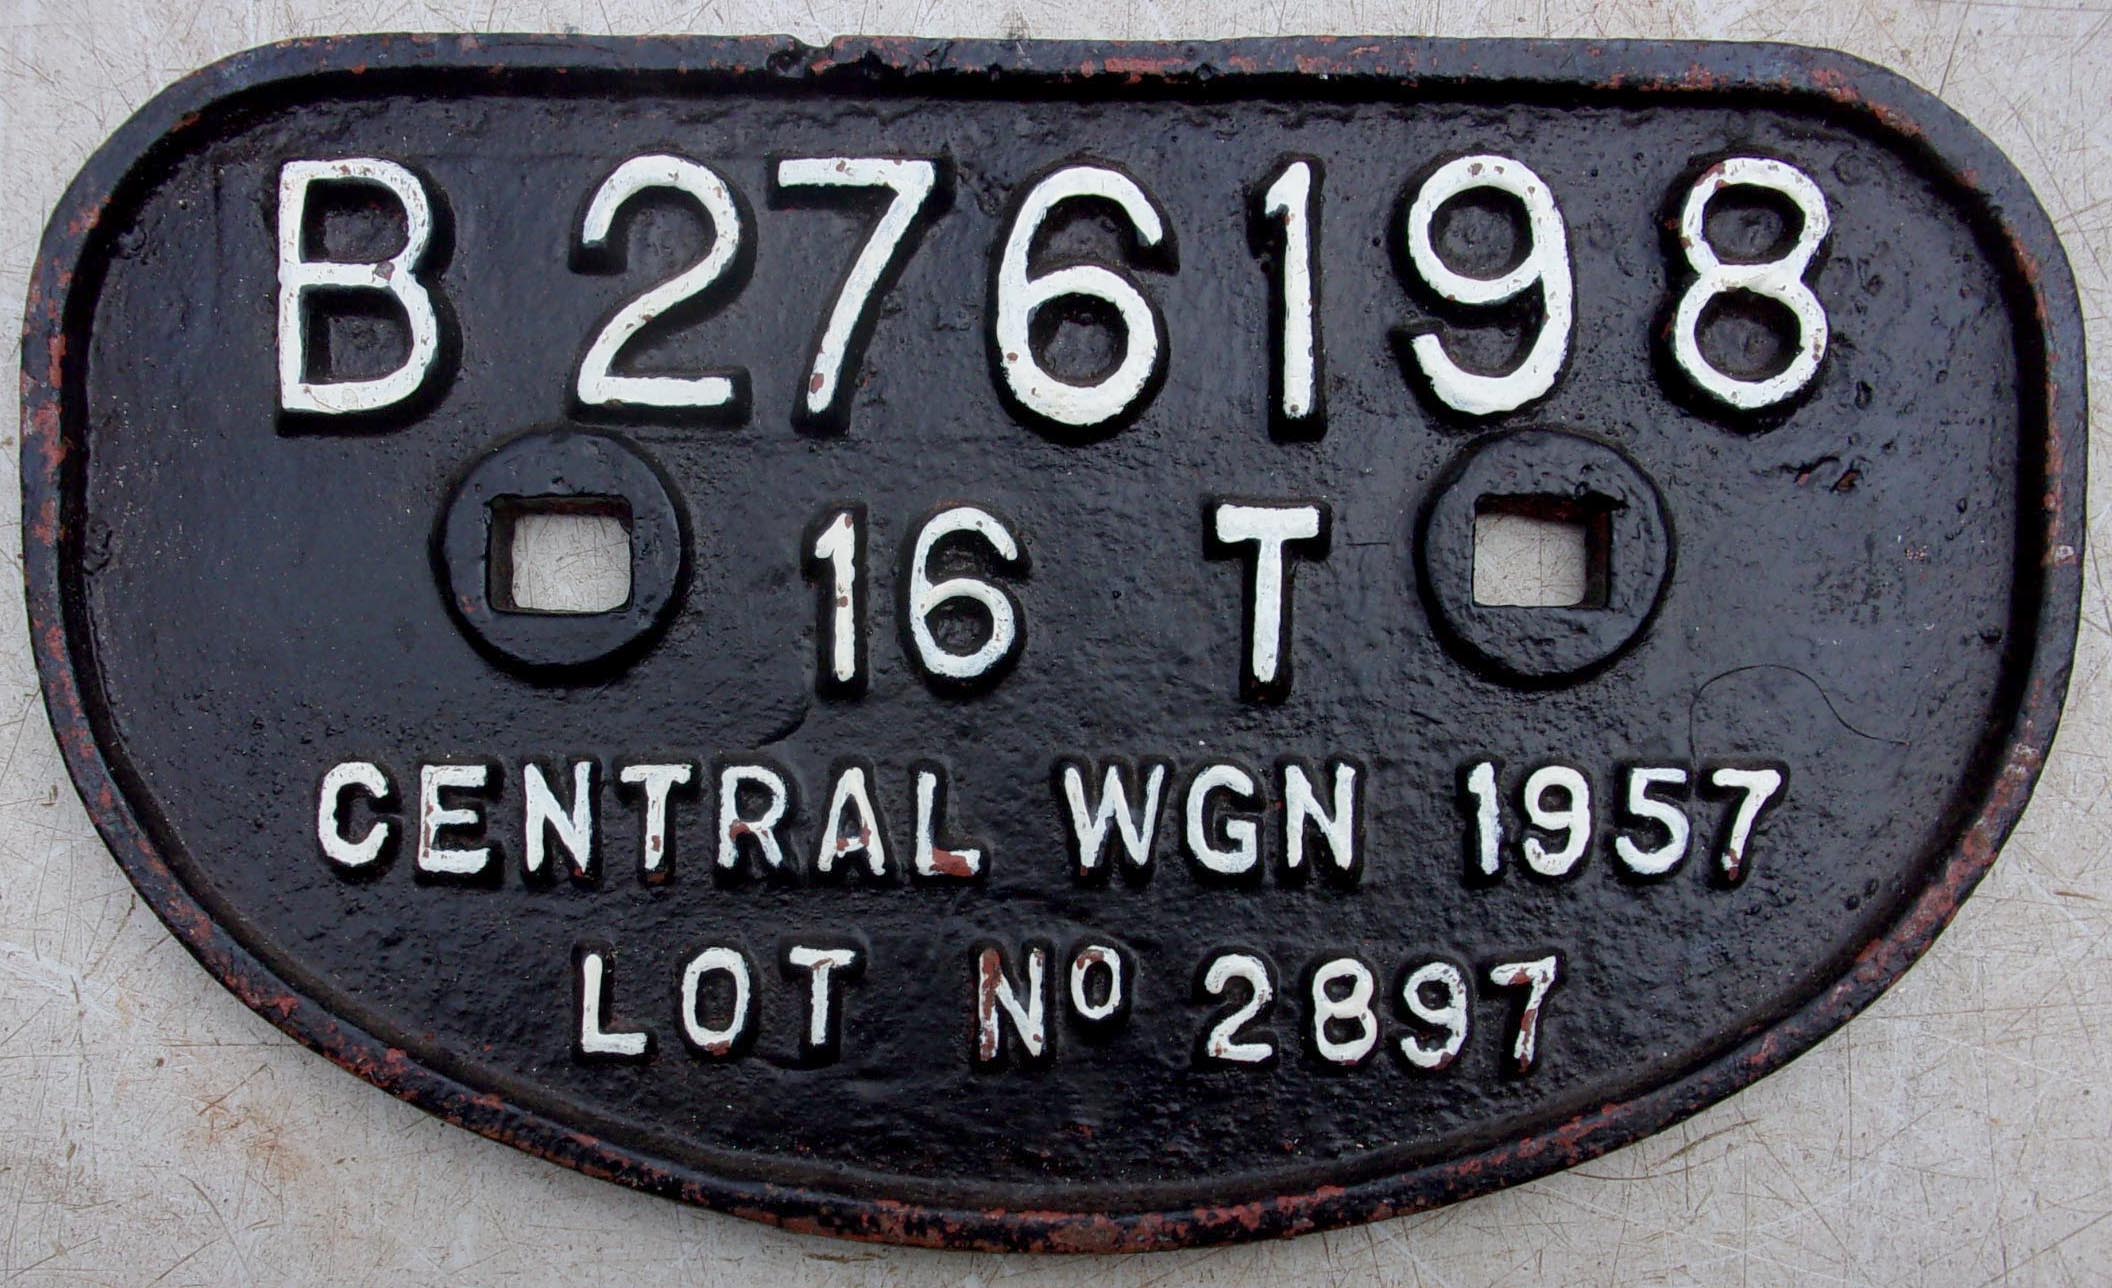 B 276198
16 T
CENTRAL WGN 1957
LOT Nº 2897